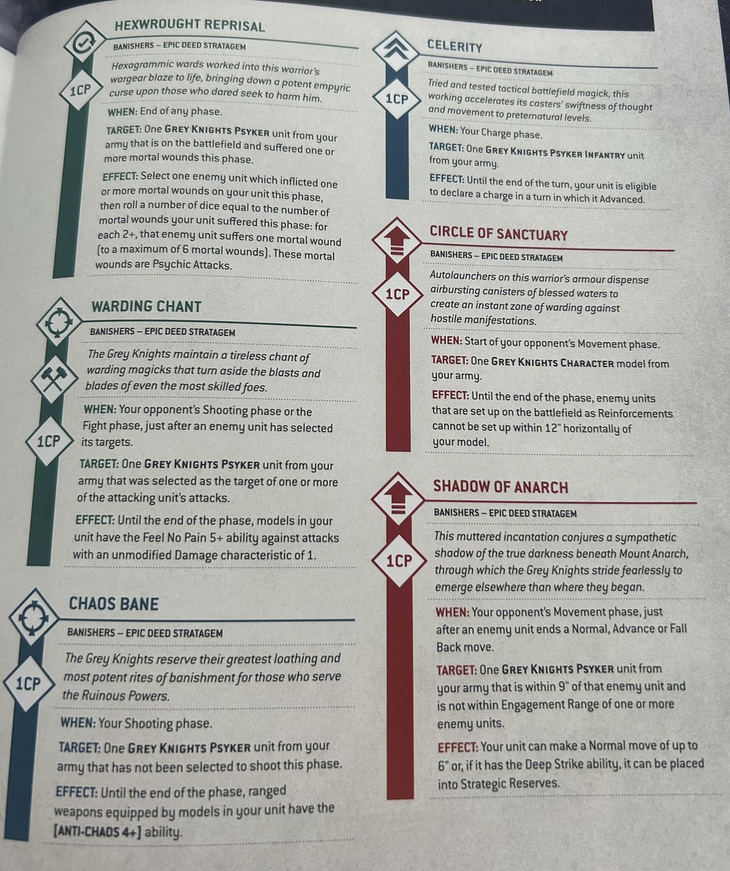 HEXWROUGHT REPRISAL
BANISHERS – EPIC DEED STRATAGEM
Hexagrammic wards worked into this warrior's
wargear blaze to life, bringing down a potent empyric
curse upon those who dared seek to harm him.
1CP
WHEN: End of any phase.
TARGET: One GREY KNIGHTS PSYKER unit from your
army that is on the battlefield and suffered one or
more mortal wounds this phase.
EFFECT: Select one enemy unit which inflicted one
or more mortal wounds on your unit this phase,
then roll a number of dice equal to the number of
mortal wounds your unit suffered this phase: for
each 2+, that enemy unit suffers one mortal wound
(to a maximum of 6 mortal wounds). These mortal
wounds are Psychic Attacks.
WARDING CHANT
BANISHERS – EPIC DEED STRATAGEM
The Grey Knights maintain a tireless chant of
warding magicks that turn aside the blasts and
blades of even the most skilled foes.
1CP
WHEN: Your opponent's Shooting phase or the
Fight phase, just after an enemy unit has selected
its targets.
TARGET: One GREY KNIGHTS PSYKER unit from your
army that was selected as the target of one or more
of the attacking unit's attacks.
EFFECT: Until the end of the phase, models in your
unit have the Feel No Pain 5+ ability against attacks
with an unmodified Damage characteristic of 1.
CHAOS BANE
BANISHERS – EPIC DEED STRATAGEM
The Grey Knights reserve their greatest loathing and
most potent rites of banishment for those who serve
the Ruinous Powers.
1CP
WHEN: Your Shooting phase.
TARGET: One GREY KNIGHTS PSYKER unit from your
army that has not been selected to shoot this phase.
EFFECT: Until the end of the phase, ranged
weapons equipped by models in your unit have the
[ANTI-CHAOS 4+] ability.
CELERITY
BANISHERS – EPIC DEED STRATAGEM
Tried and tested tactical battlefield magick, this
working accelerates its casters' swiftness of thought
and movement to preternatural levels.
1CP
WHEN: Your Charge phase.
TARGET: One GREY KNIGHTS PSYKER INFANTRY unit
from your army.
EFFECT: Until the end of the turn, your unit is eligible
to declare a charge in a turn in which it Advanced.
CIRCLE OF SANCTUARY
BANISHERS – EPIC DEED STRATAGEM
Autolaunchers on this warrior's armour dispense
airbursting canisters of blessed waters to
create an instant zone of warding against
hostile manifestations.
1CP
WHEN: Start of your opponent's Movement phase.
TARGET: One GREY KNIGHTS CHARACTER model from
your army.
EFFECT: Until the end of the phase, enemy units
that are set up on the battlefield as Reinforcements
cannot be set up within 12" horizontally of
your model.
SHADOW OF ANARCH
BANISHERS – EPIC DEED STRATAGEM
This muttered incantation conjures a sympathetic
shadow of the true darkness beneath Mount Anarch,
through which the Grey Knights stride fearlessly to
emerge elsewhere than where they began.
1CP
WHEN: Your opponent's Movement phase, just
after an enemy unit ends a Normal, Advance or Fall
Back move.
TARGET: One GREY KNIGHTS PSYKER unit from
your army that is within 9" of that enemy unit and
is not within Engagement Range of one or more
enemy units.
EFFECT: Your unit can make a Normal move of up to
6" or, if it has the Deep Strike ability, it can be placed
into Strategic Reserves.